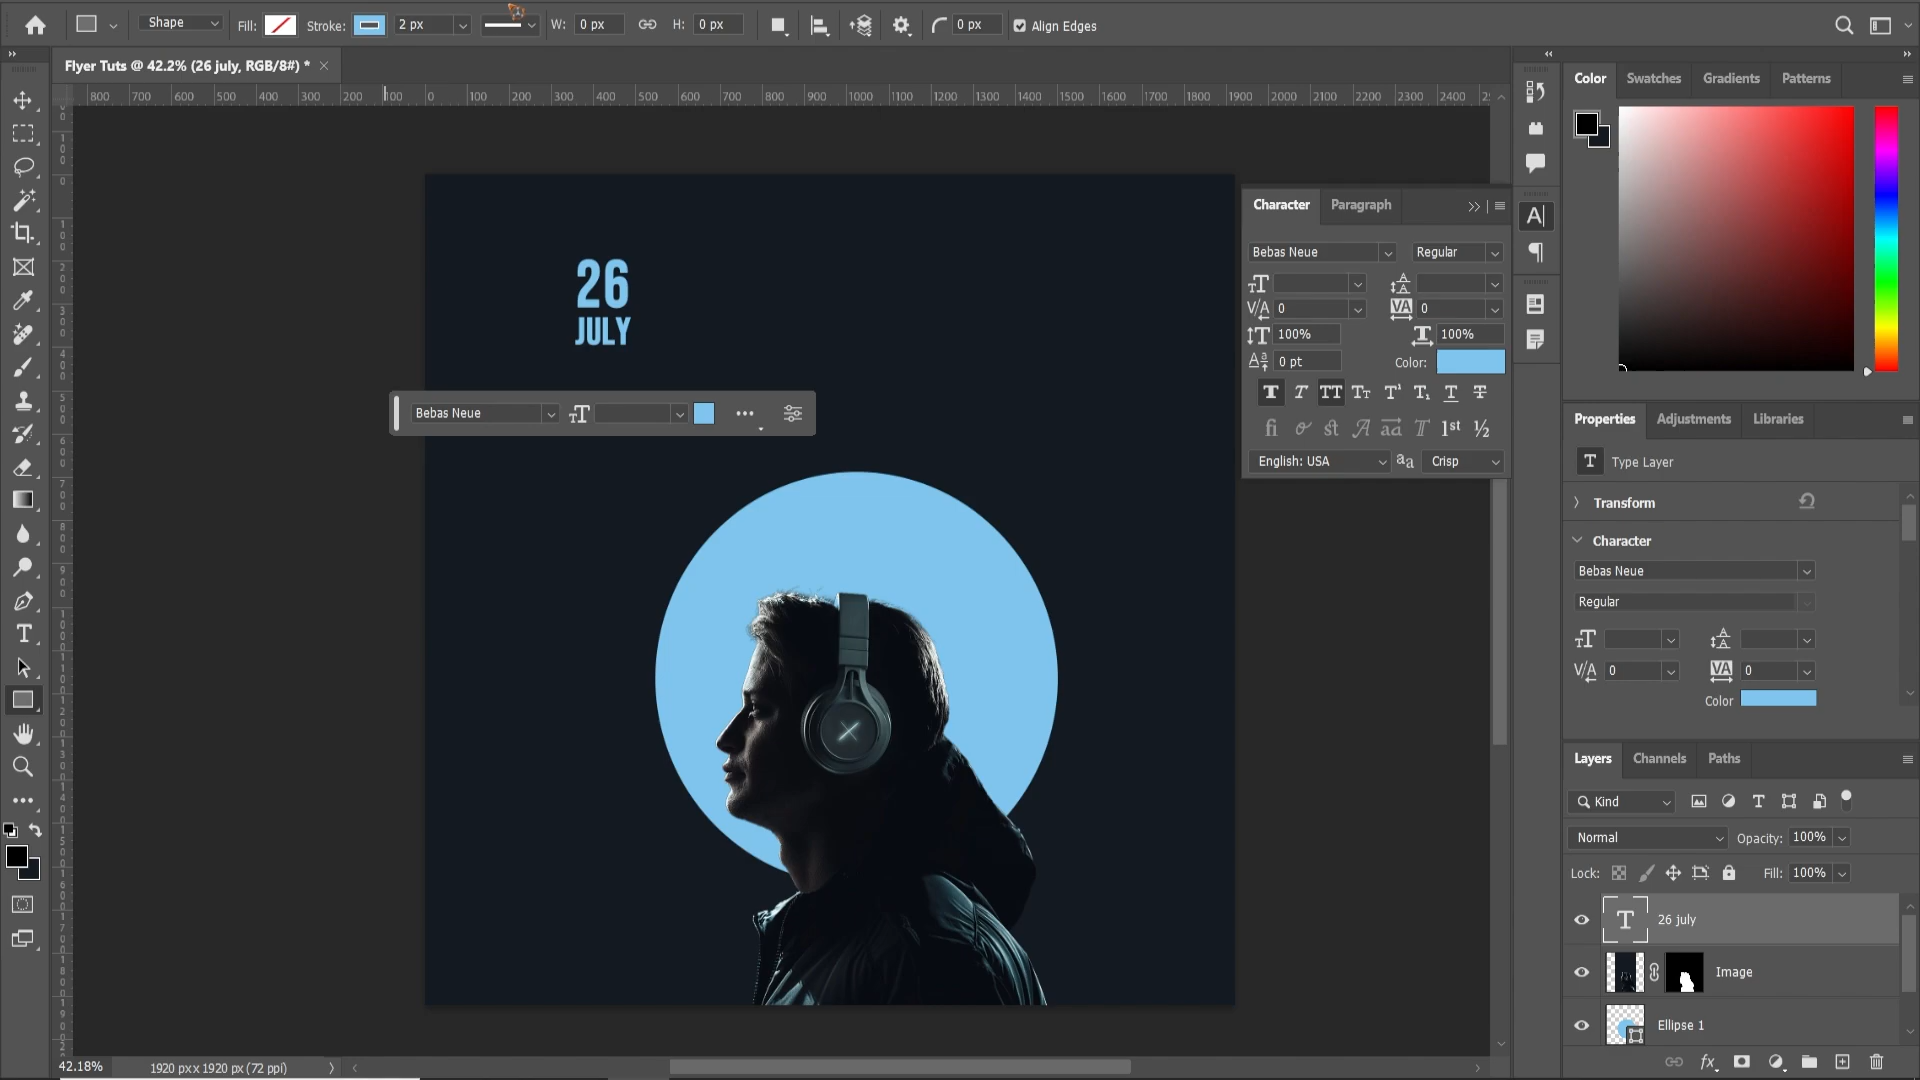 Shape Fill: Stroke: 2 px W: 0 px H: 0 px 0 px Align Edges
Flyer Tuts @ 42.2% (26 july, RGB/8#) *
800 700 600 500 400 300 200 100 0 100 200 300 400 500 600 700 800 900 1000 1100 1200 1300 1400 1500 1600 1700 1800 1900 2000 2100 2200 2300 2400
26
JULY
Bebas Neue
Character Paragraph
Bebas Neue Regular
0 0
100% 100%
0 pt Color:
English: USA Crisp
Color Swatches Gradients Patterns
Properties Adjustments Libraries
Type Layer
Transform
Character
Bebas Neue
Regular
0 0
Color
Layers Channels Paths
Kind
Normal Opacity: 100%
Lock: Fill: 100%
26 july
Image
Ellipse 1
42.18% 1920 px x 1920 px (72 ppi)